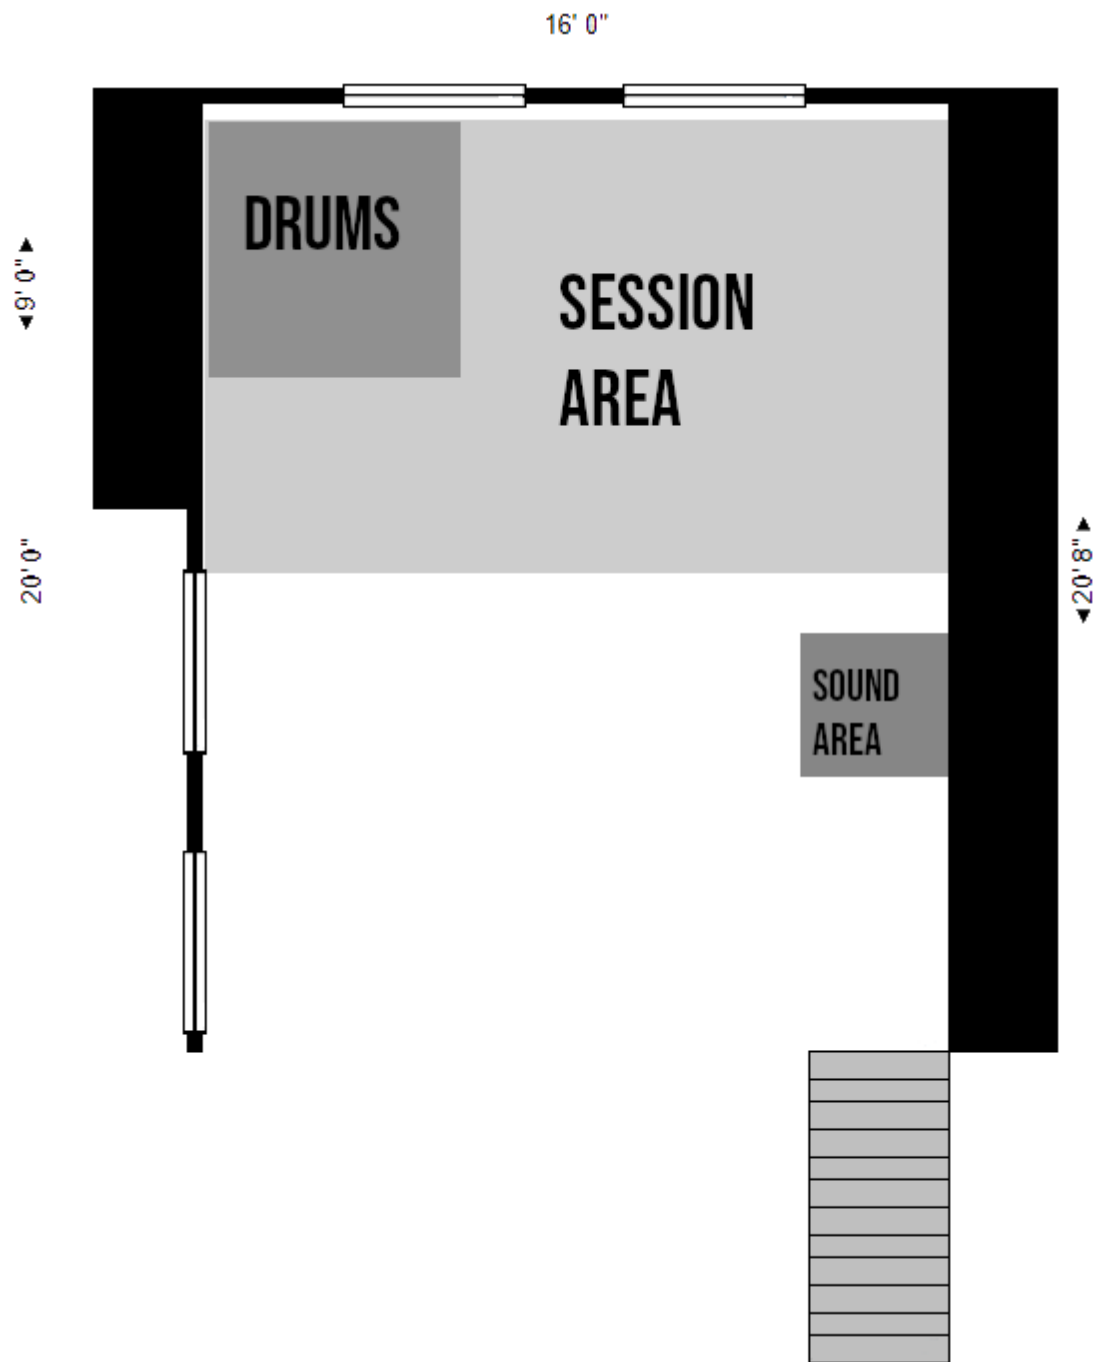 16' 0"
DRUMS
◄9' 0"►
SESSION
AREA
20' 0"
◄20' 8"►
SOUND
AREA